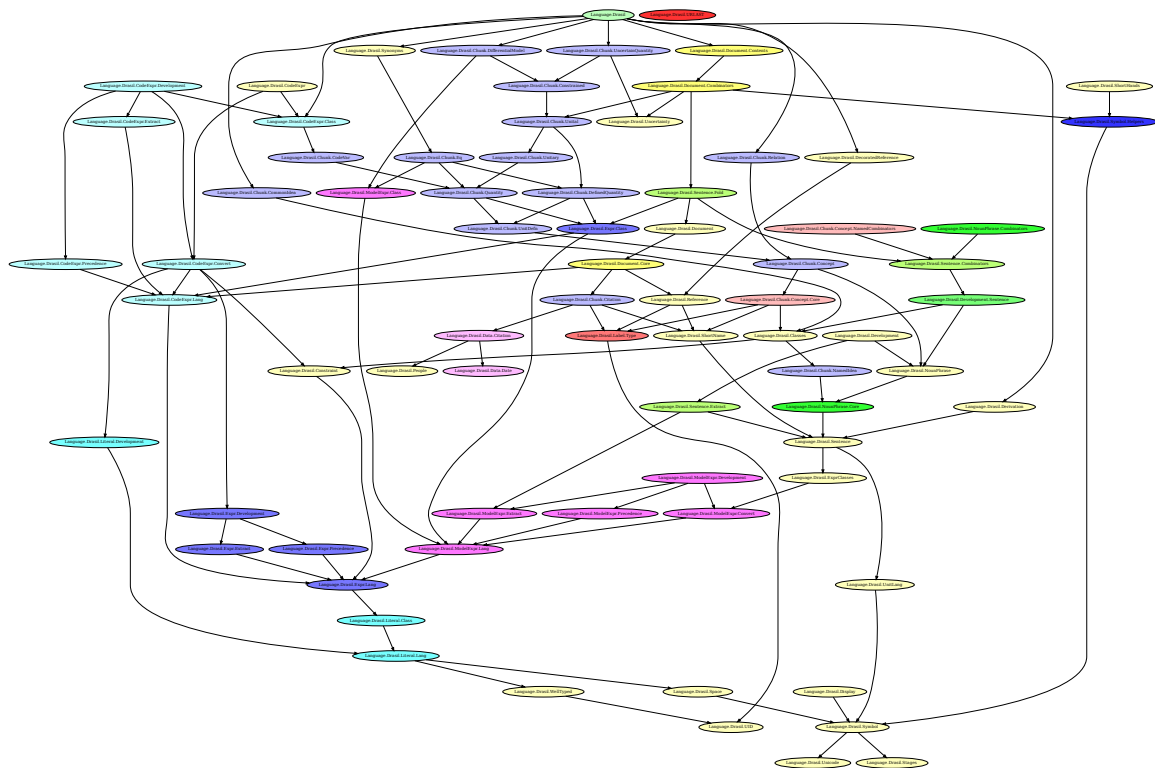 Language.Drasil
Language.Drasil.Synonyms
Language.Drasil.Chunk.DifferentialModel
Language.Drasil.Chunk.UncertainQuantity
Language.Drasil.Document.Contents
Language.Drasil.CodeExpr.Development
Language.Drasil.CodeExpr
Language.Drasil.Chunk.Constrained
Language.Drasil.Document.Combinators
Language.Drasil.ShortHands
Language.Drasil.CodeExpr.Extract
Language.Drasil.CodeExpr.Class
Language.Drasil.Chunk.Unital
Language.Drasil.Uncertainty
Language.Drasil.Symbol.Helpers
Language.Drasil.Chunk.CodeVar
Language.Drasil.Chunk.Eq
Language.Drasil.Chunk.Unitary
Language.Drasil.Chunk.Relation
Language.Drasil.DecoratedReference
Language.Drasil.Chunk.CommonIdea
Language.Drasil.ModelExpr.Class
Language.Drasil.Chunk.Quantity
Language.Drasil.Chunk.DefinedQuantity
Language.Drasil.Sentence.Fold
Language.Drasil.Chunk.UnitDefn
Language.Drasil.Expr.Class
Language.Drasil.Document
Language.Drasil.Chunk.Concept.NamedCombinators
Language.Drasil.NounPhrase.Combinators
Language.Drasil.CodeExpr.Precedence
Language.Drasil.CodeExpr.Convert
Language.Drasil.Document.Core
Language.Drasil.Chunk.Concept
Language.Drasil.Sentence.Combinators
Language.Drasil.CodeExpr.Lang
Language.Drasil.Chunk.Citation
Language.Drasil.Reference
Language.Drasil.Chunk.Concept.Core
Language.Drasil.Development.Sentence
Language.Drasil.Data.Citation
Language.Drasil.Label.Type
Language.Drasil.ShortName
Language.Drasil.Classes
Language.Drasil.Development
Language.Drasil.Constraint
Language.Drasil.People
Language.Drasil.Data.Date
Language.Drasil.Chunk.NamedIdea
Language.Drasil.NounPhrase
Language.Drasil.Sentence.Extract
Language.Drasil.NounPhrase.Core
Language.Drasil.Derivation
Language.Drasil.Literal.Development
Language.Drasil.Sentence
Language.Drasil.ModelExpr.Development
Language.Drasil.ExprClasses
Language.Drasil.Expr.Development
Language.Drasil.ModelExpr.Extract
Language.Drasil.ModelExpr.Precedence
Language.Drasil.ModelExpr.Convert
Language.Drasil.Expr.Extract
Language.Drasil.Expr.Precedence
Language.Drasil.ModelExpr.Lang
Language.Drasil.Expr.Lang
Language.Drasil.UnitLang
Language.Drasil.Literal.Class
Language.Drasil.Literal.Lang
Language.Drasil.WellTyped
Language.Drasil.Space
Language.Drasil.Display
Language.Drasil.UID
Language.Drasil.Symbol
Language.Drasil.Unicode
Language.Drasil.Stages